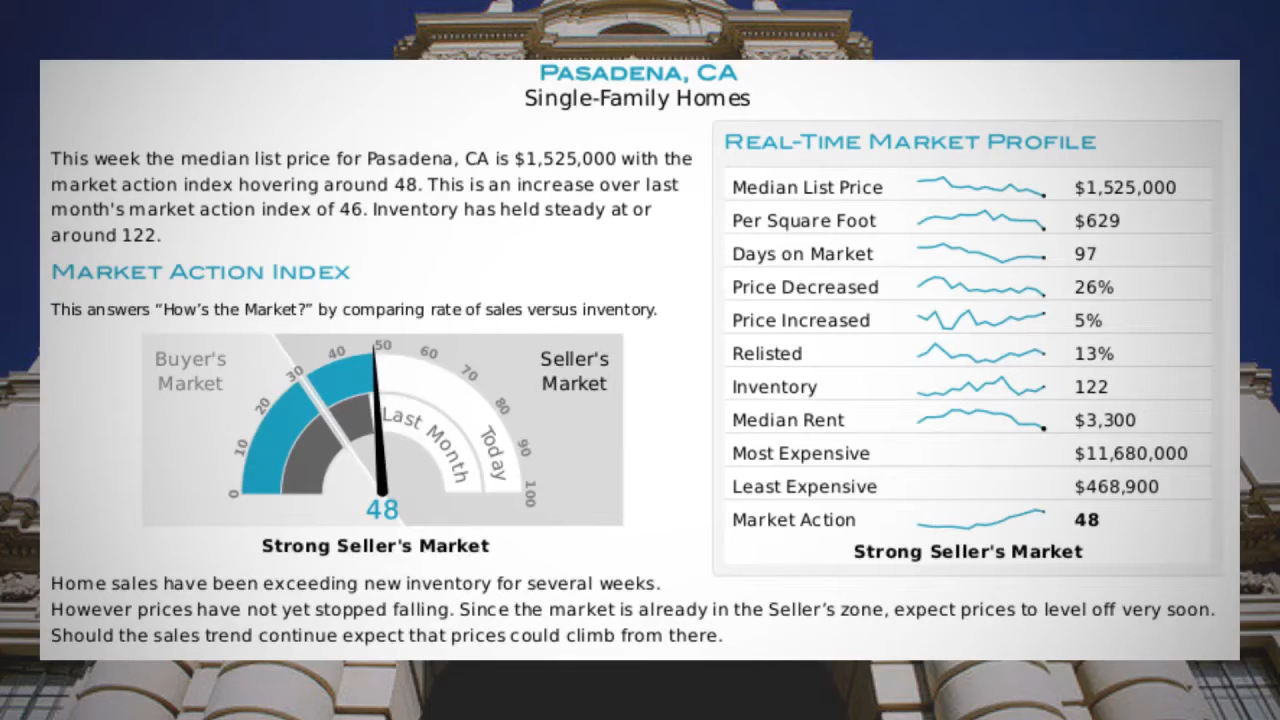 PASADENA, CA
Single-Family Homes
This week the median list price for Pasadena, CA is $1,525,000 with the
market action index hovering around 48. This is an increase over last
month's market action index of 46. Inventory has held steady at or
around 122.
MARKET ACTION INDEX
This answers “How’s the Market?” by comparing rate of sales versus inventory.
Buyer's
Market
Seller's
Market
0
10
20
30
40
50
60
70
80
90
100
Last Month
Today
48
Strong Seller's Market
REAL-TIME MARKET PROFILE
Median List Price $1,525,000
Per Square Foot $629
Days on Market 97
Price Decreased 26%
Price Increased 5%
Relisted 13%
Inventory 122
Median Rent $3,300
Most Expensive $11,680,000
Least Expensive $468,900
Market Action 48
Strong Seller's Market
Home sales have been exceeding new inventory for several weeks.
However prices have not yet stopped falling. Since the market is already in the Seller’s zone, expect prices to level off very soon.
Should the sales trend continue expect that prices could climb from there.